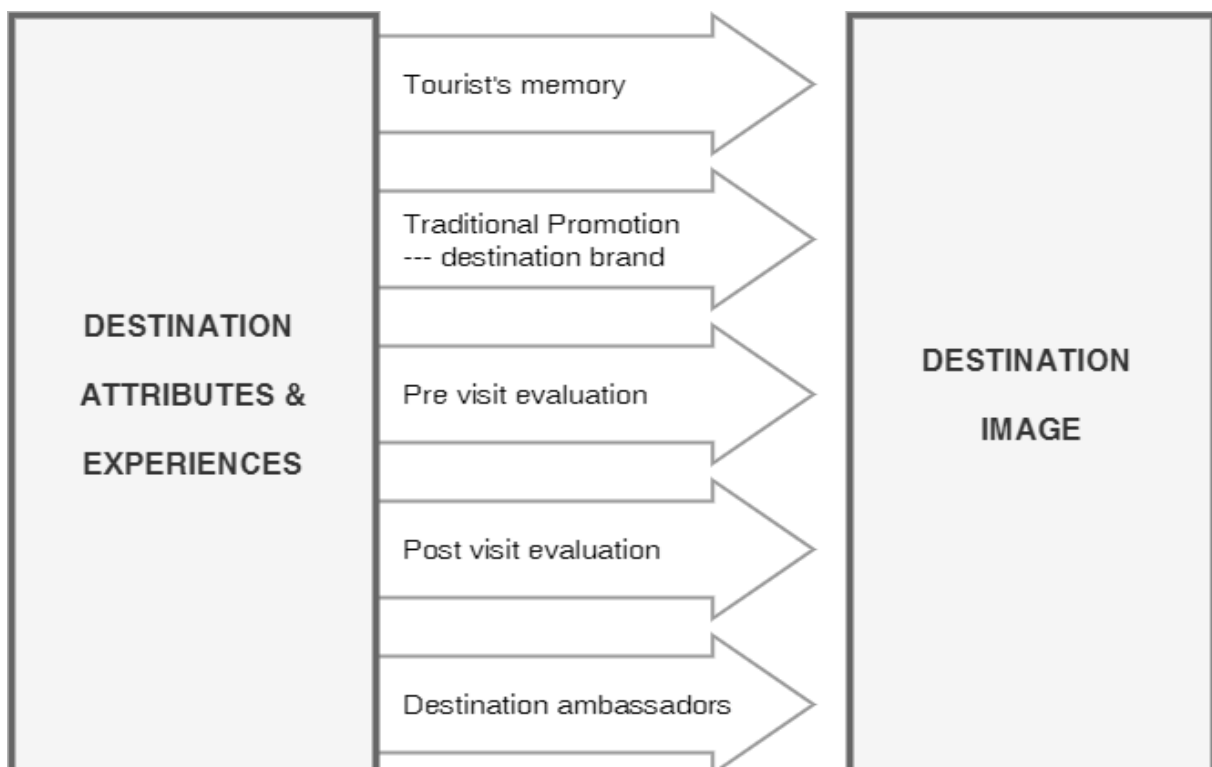 DESTINATION
ATTRIBUTES &
EXPERIENCES
Tourist's memory
Traditional Promotion
--- destination brand
Pre visit evaluation
Post visit evaluation
Destination ambassadors
DESTINATION
IMAGE